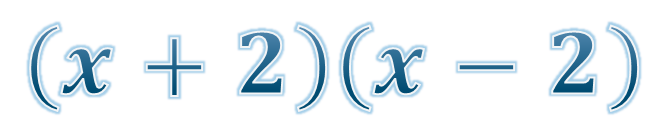 (x + 2)(x − 2)